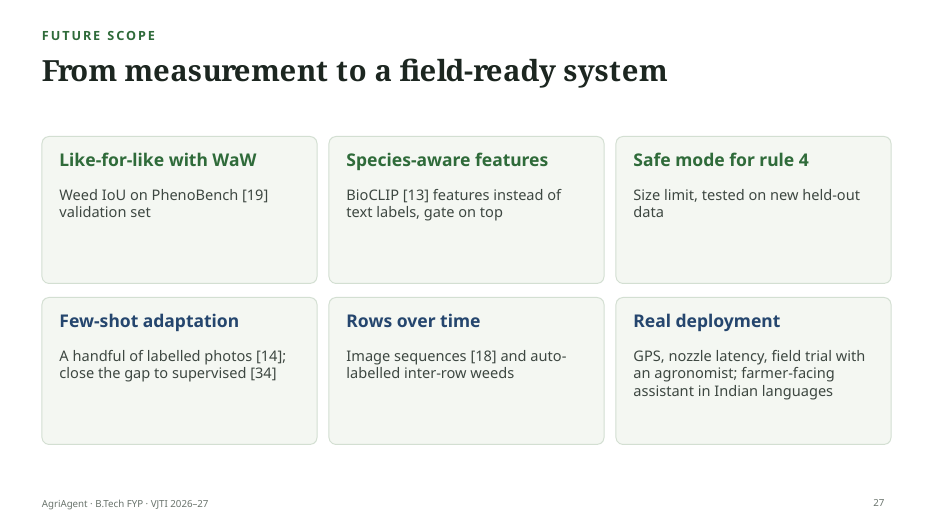 FUTURE SCOPE
From measurement to a field-ready system
Like-for-like with WaW
Weed IoU on PhenoBench [19]
validation set
Species-aware features
BioCLIP [13] features instead of
text labels, gate on top
Safe mode for rule 4
Size limit, tested on new held-out
data
Few-shot adaptation
A handful of labelled photos [14];
close the gap to supervised [34]
Rows over time
Image sequences [18] and auto-
labelled inter-row weeds
Real deployment
GPS, nozzle latency, field trial with
an agronomist; farmer-facing
assistant in Indian languages
AgriAgent · B.Tech FYP · VJTI 2026–27
27